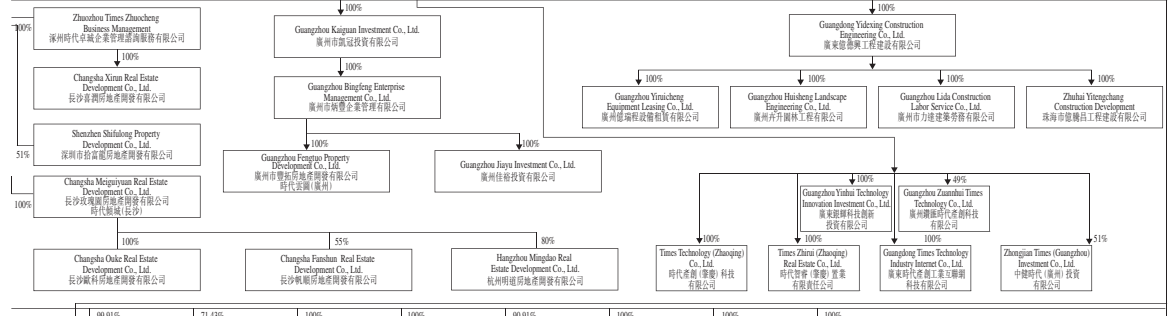 100%
100%
100%
Zhuozhou Times Zhuocheng
Business Management
涿州時代卓城企業管理諮詢服務有限公司
100%
Changsha Xirun Real Estate
Development Co., Ltd.
長沙喜潤房地產開發有限公司
Shenzhen Shifulong Property
Development Co., Ltd.
深圳市拾富龍房地產開發有限公司
51%
Changsha Meiguiyuan Real Estate
Development Co., Ltd.
長沙玫瑰園房地產開發有限公司
時代傾城(長沙)
100%
100%
55%
80%
Changsha Ouke Real Estate
Development Co., Ltd.
長沙歐科房地產開發有限公司
Changsha Fanshun Real Estate
Development Co., Ltd.
長沙帆順房地產開發有限公司
Hangzhou Mingdao Real
Estate Development Co., Ltd.
杭州明道房地產開發有限公司
Guangzhou Kaiguan Investment Co., Ltd.
廣州市凱冠投資有限公司
100%
Guangzhou Bingfeng Enterprise
Management Co., Ltd.
廣州市炳豐企業管理有限公司
100%
100%
Guangzhou Fengtuo Property
Development Co., Ltd.
廣州市豐拓房地產開發有限公司
時代雲圖(廣州)
Guangzhou Jiayu Investment Co., Ltd.
廣州佳裕投資有限公司
Guangdong Yidexing Construction
Engineering Co., Ltd.
廣東億德興工程建設有限公司
100%
100%
100%
100%
Guangzhou Yiruicheng
Equipment Leasing Co., Ltd.
廣州億瑞程設備租賃有限公司
Guangzhou Huisheng Landscape
Engineering Co., Ltd.
廣州卉升園林工程有限公司
Guangzhou Lida Construction
Labor Service Co., Ltd.
廣州市力達建築勞務有限公司
Zhuhai Yitengchang
Construction Development
珠海市億騰昌工程建設有限公司
100%
49%
Guangzhou Yinhui Technology
Innovation Investment Co., Ltd.
廣東銀輝科技創新
投資有限公司
Guangzhou Zuanhui Times
Technology Co., Ltd.
廣州鑽匯時代產創科技
有限公司
100%
100%
100%
51%
Times Technology (Zhaoqing)
Co., Ltd.
時代產創(肇慶)科技
有限公司
Times Zhirui (Zhaoqing)
Real Estate Co., Ltd.
時代智睿(肇慶)置業
有限責任公司
Guangdong Times Technology
Industry Internet Co., Ltd.
廣東時代產創工業互聯網
科技有限公司
Zhongjian Times (Guangzhou)
Investment Co., Ltd.
中健時代(廣州)投資
有限公司
99.91%
71.43%
100%
100%
99.91%
100%
100%
100%